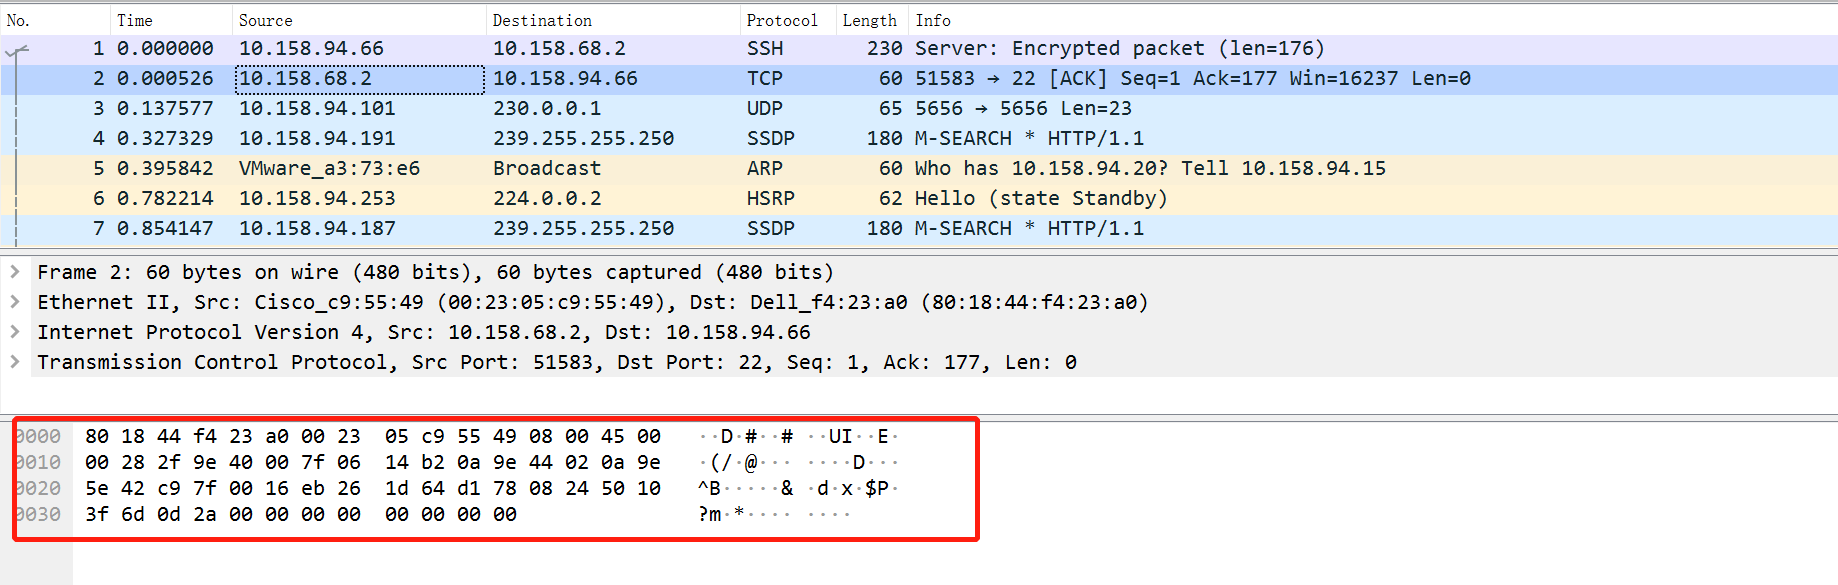 No. Time Source Destination Protocol Length Info
1 0.000000 10.158.94.66 10.158.68.2 SSH 230 Server: Encrypted packet (len=176)
2 0.000526 10.158.68.2 10.158.94.66 TCP 60 51583 → 22 [ACK] Seq=1 Ack=177 Win=16237 Len=0
3 0.137577 10.158.94.101 230.0.0.1 UDP 65 5656 → 5656 Len=23
4 0.327329 10.158.94.191 239.255.255.250 SSDP 180 M-SEARCH * HTTP/1.1
5 0.395842 VMware_a3:73:e6 Broadcast ARP 60 Who has 10.158.94.20? Tell 10.158.94.15
6 0.782214 10.158.94.253 224.0.0.2 HSRP 62 Hello (state Standby)
7 0.854147 10.158.94.187 239.255.255.250 SSDP 180 M-SEARCH * HTTP/1.1
Frame 2: 60 bytes on wire (480 bits), 60 bytes captured (480 bits)
Ethernet II, Src: Cisco_c9:55:49 (00:23:05:c9:55:49), Dst: Dell_f4:23:a0 (80:18:44:f4:23:a0)
Internet Protocol Version 4, Src: 10.158.68.2, Dst: 10.158.94.66
Transmission Control Protocol, Src Port: 51583, Dst Port: 22, Seq: 1, Ack: 177, Len: 0
0000 80 18 44 f4 23 a0 00 23 05 c9 55 49 08 00 45 00 ··D·#··# ··UI··E·
0010 00 28 2f 9e 40 00 7f 06 14 b2 0a 9e 44 02 0a 9e ·(/·@··· ····D···
0020 5e 42 c9 7f 00 16 eb 26 1d 64 d1 78 08 24 50 10 ^B·····& ·d·x·$P·
0030 3f 6d 0d 2a 00 00 00 00 00 00 00 00 ?m·*···· ····